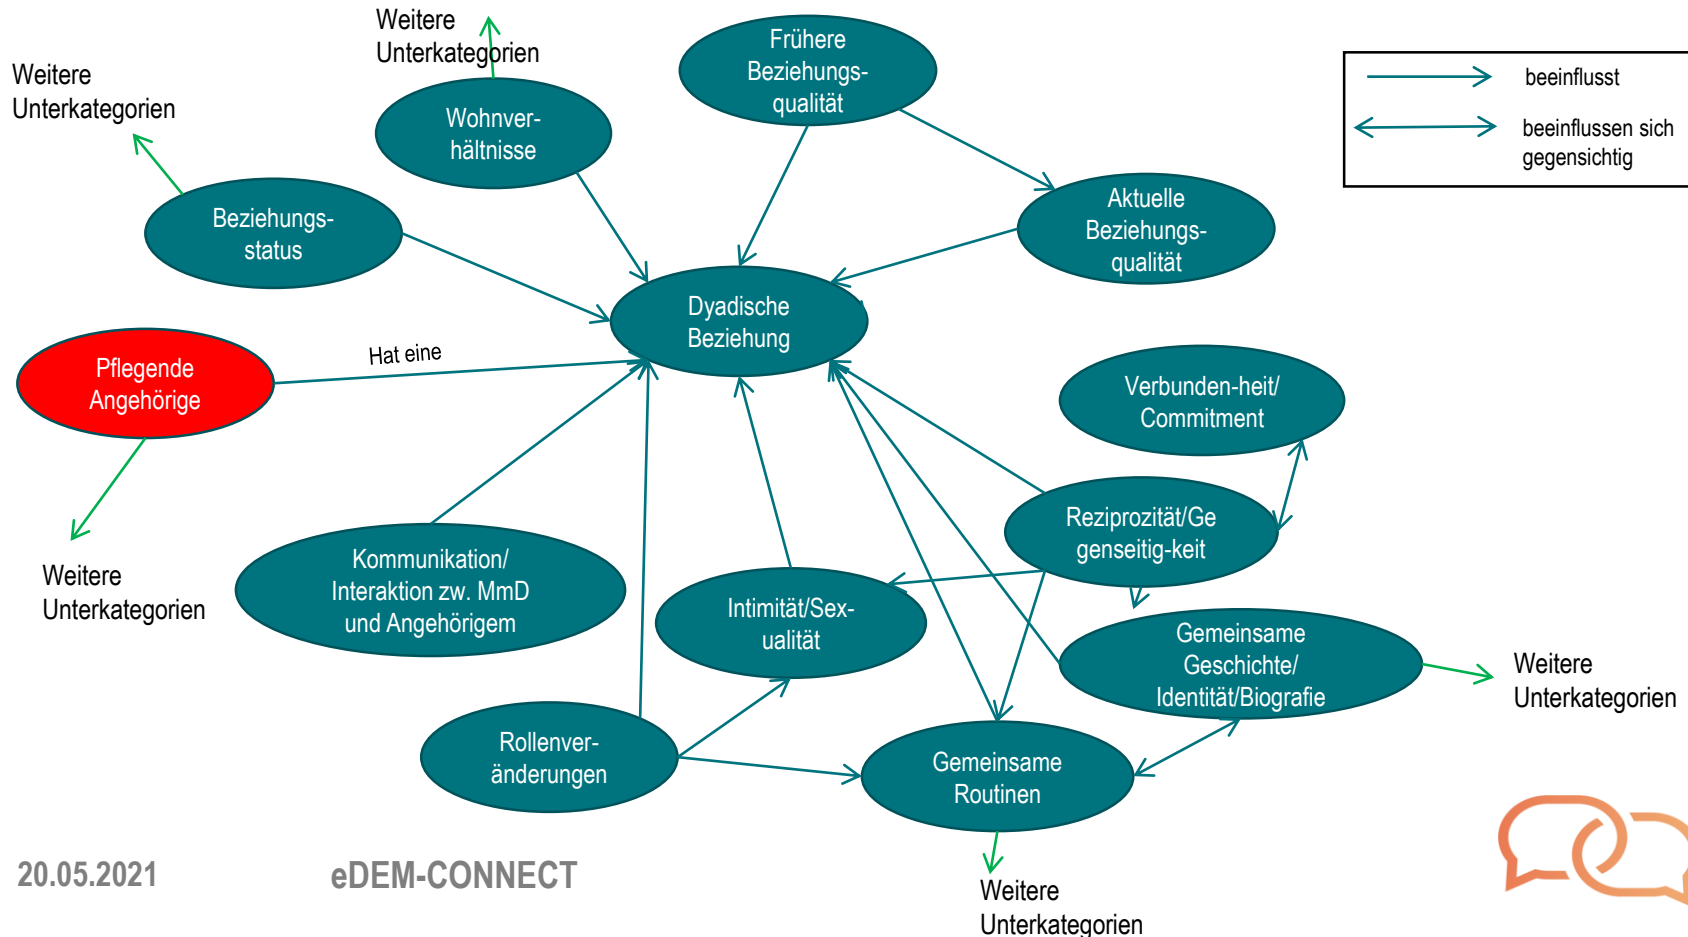 Weitere
Unterkategorien
Weitere
Unterkategorien
Frühere
Beziehungs-
qualität
beeinflusst
beeinflussen sich
gegensichtig
Wohnver-
hältnisse
Beziehungs-
status
Aktuelle
Beziehungs-
qualität
Dyadische
Beziehung
Hat eine
Pflegende
Angehörige
Verbunden-heit/
Commitment
Reziprozität/Ge
genseitig-keit
Weitere
Unterkategorien
Kommunikation/
Interaktion zw. MmD
und Angehörigem
Intimität/Sex-
ualität
Gemeinsame
Geschichte/
Identität/Biografie
Weitere
Unterkategorien
Rollenver-
änderungen
Gemeinsame
Routinen
Weitere
Unterkategorien
20.05.2021
eDEM-CONNECT